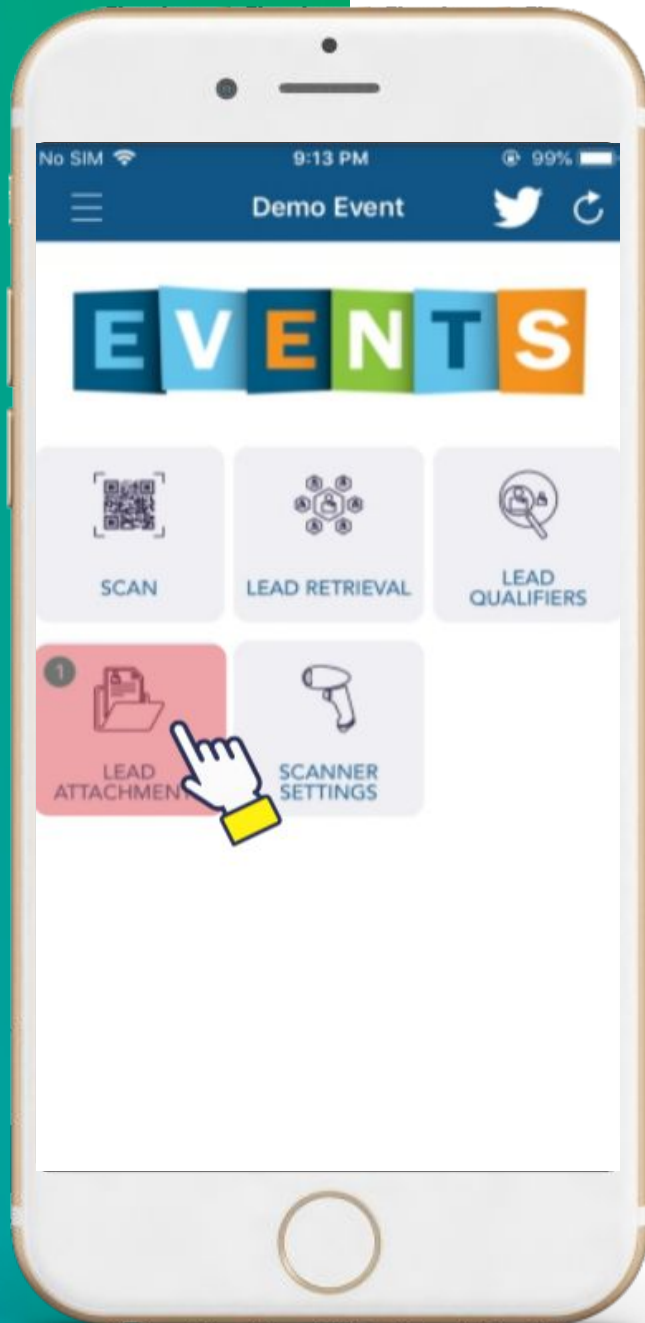 No SIM 9:13 PM 99%
Demo Event
EVENTS
SCAN
LEAD RETRIEVAL
LEAD
QUALIFIERS
1
LEAD
SCANNER
SETTINGS